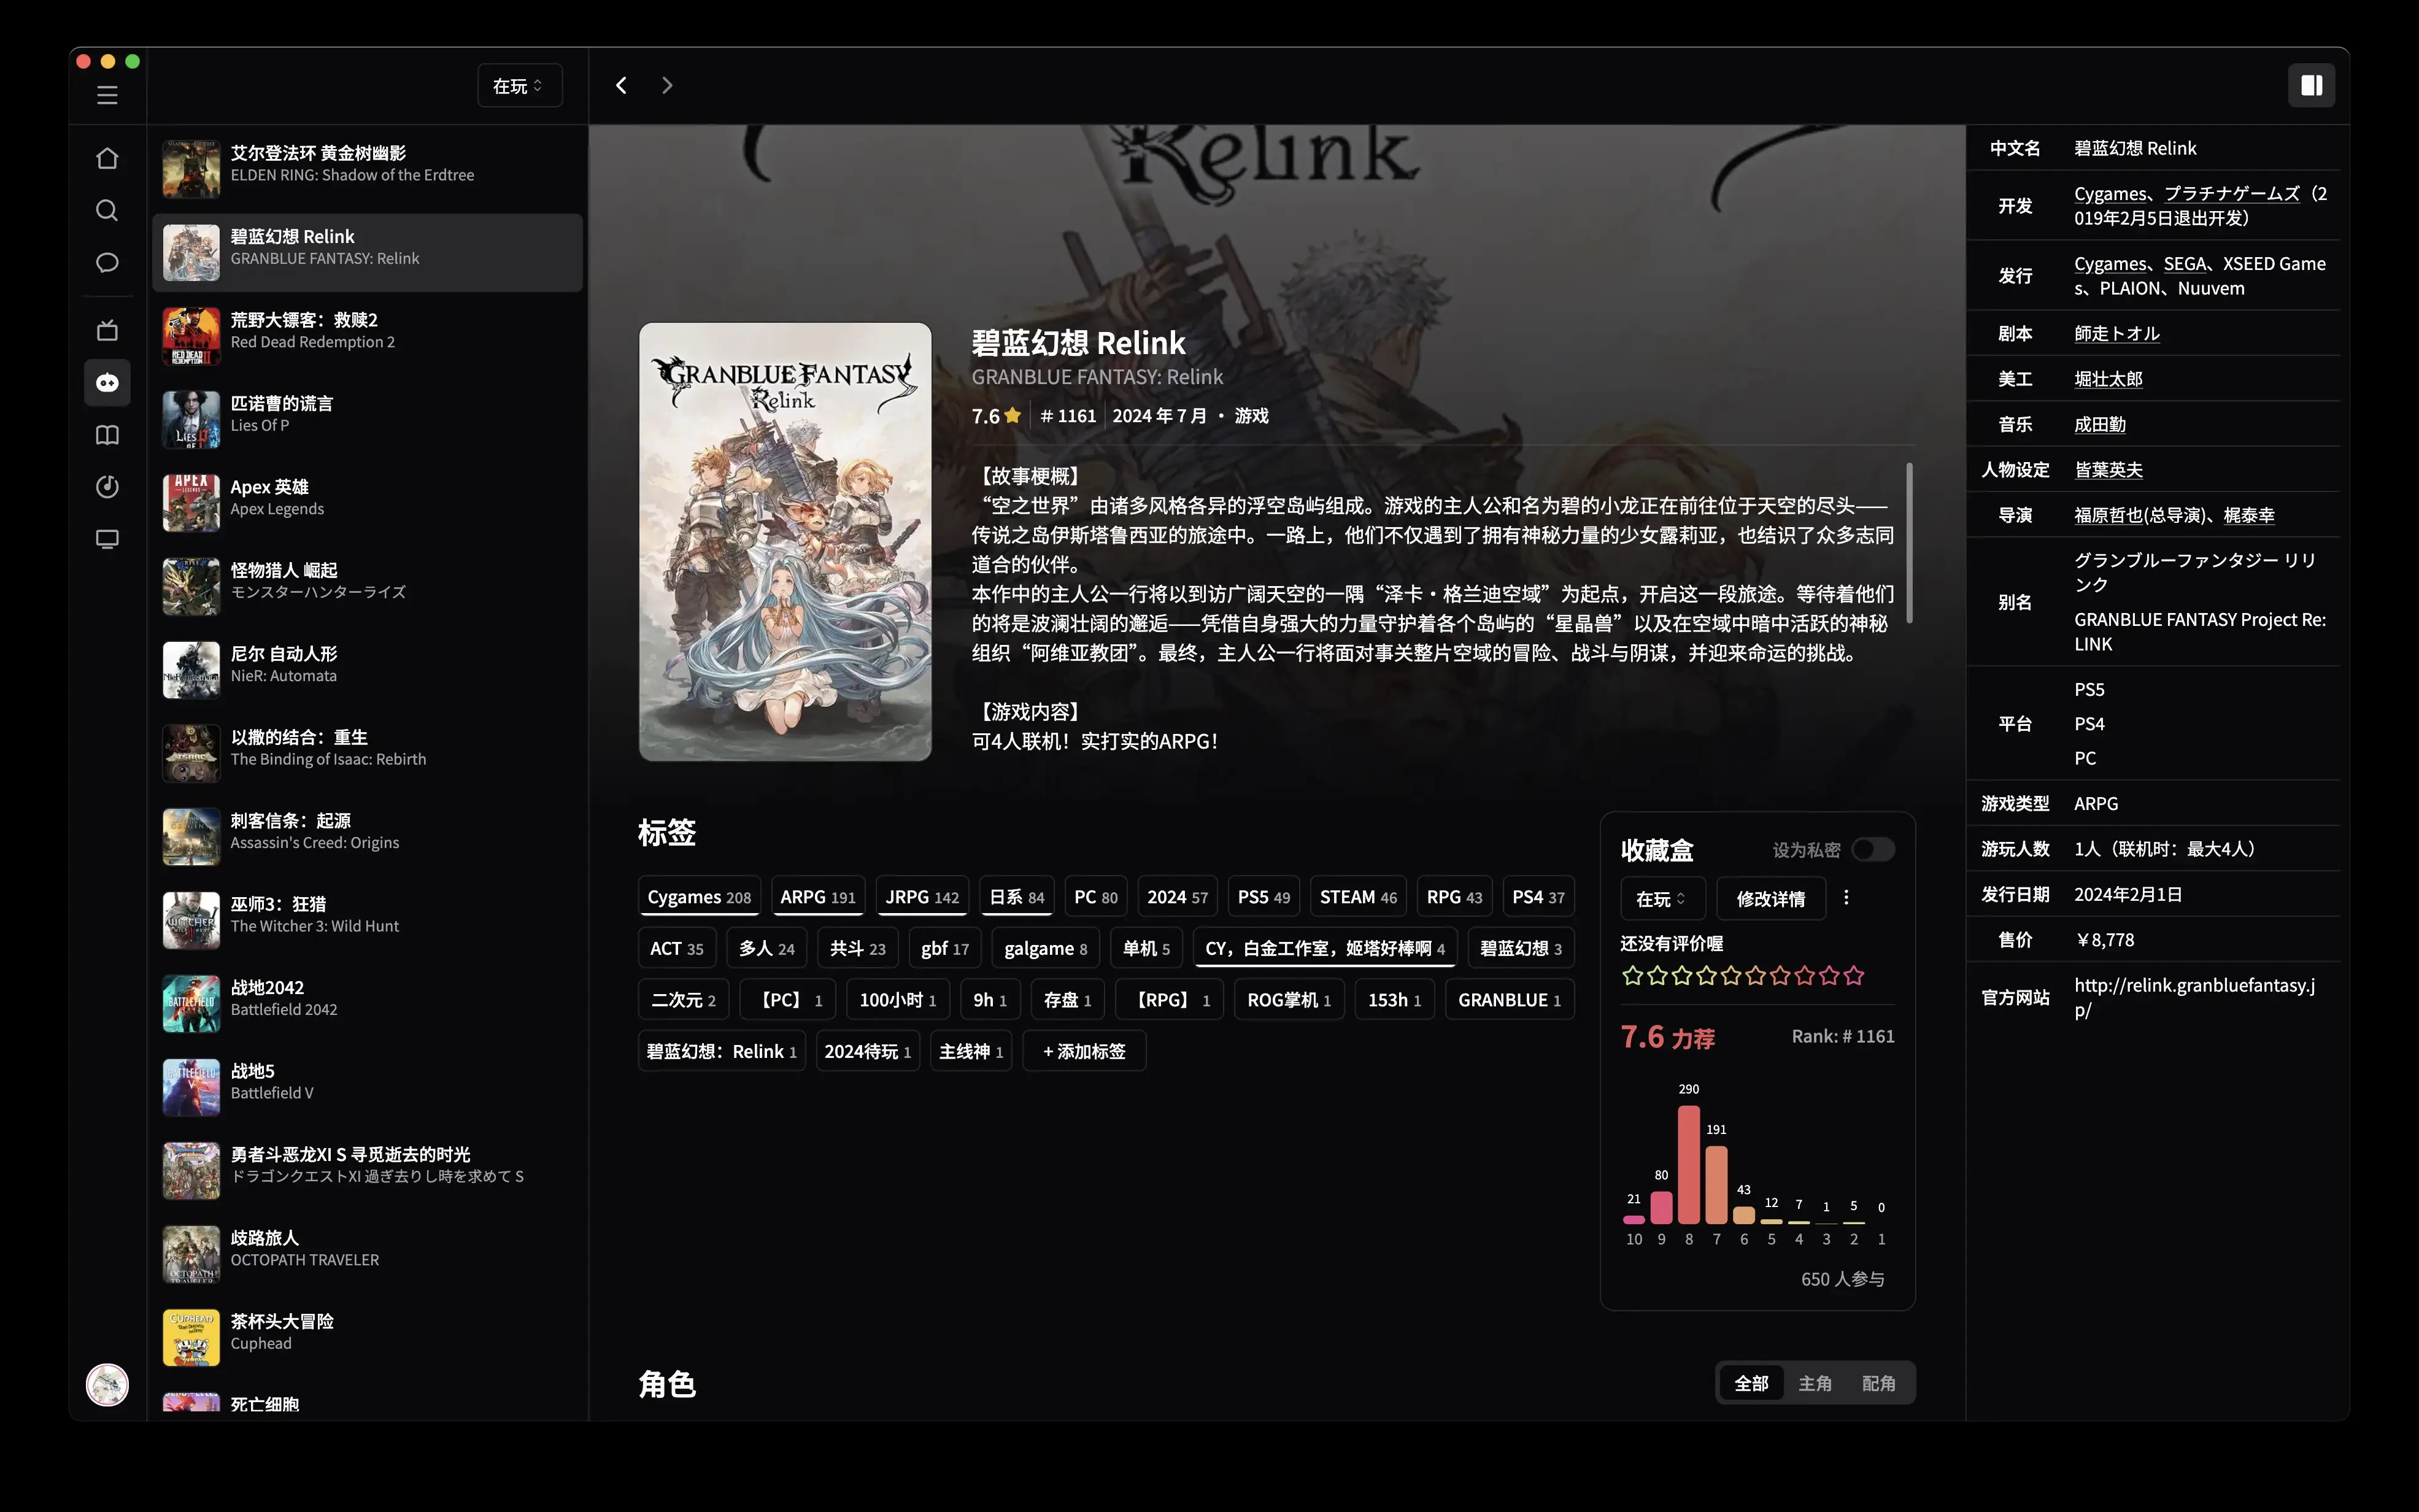 在玩
艾尔登法环 黄金树幽影
ELDEN RING: Shadow of the Erdtree
碧蓝幻想 Relink
GRANBLUE FANTASY: Relink
荒野大镖客：救赎2
Red Dead Redemption 2
匹诺曹的谎言
Lies Of P
Apex 英雄
Apex Legends
怪物猎人 崛起
モンスターハンターライズ
尼尔 自动人形
NieR: Automata
以撒的结合：重生
The Binding of Isaac: Rebirth
刺客信条：起源
Assassin's Creed: Origins
巫师3：狂猎
The Witcher 3: Wild Hunt
战地2042
Battlefield 2042
战地5
Battlefield V
勇者斗恶龙XI S 寻觅逝去的时光
ドラゴンクエストXI 過ぎ去りし時を求めて S
歧路旅人
OCTOPATH TRAVELER
茶杯头大冒险
Cuphead
死亡细胞
Relink
GRANBLUE FANTASY
Relink
碧蓝幻想 Relink
GRANBLUE FANTASY: Relink
7.6 # 1161 2024 年 7 月 · 游戏
【故事梗概】
“空之世界”由诸多风格各异的浮空岛屿组成。游戏的主人公和名为碧的小龙正在前往位于天空的尽头——
传说之岛伊斯塔鲁西亚的旅途中。一路上，他们不仅遇到了拥有神秘力量的少女露莉亚，也结识了众多志同
道合的伙伴。
本作中的主人公一行将以到访广阔天空的一隅“泽卡·格兰迪空域”为起点，开启这一段旅途。等待着他们
的将是波澜壮阔的邂逅——凭借自身强大的力量守护着各个岛屿的“星晶兽”以及在空域中暗中活跃的神秘
组织“阿维亚教团”。最终，主人公一行将面对事关整片空域的冒险、战斗与阴谋，并迎来命运的挑战。
【游戏内容】
可4人联机！实打实的ARPG！
标签
Cygames 208 ARPG 191 JRPG 142 日系 84 PC 80 2024 57 PS5 49 STEAM 46 RPG 43 PS4 37
ACT 35 多人 24 共斗 23 gbf 17 galgame 8 单机 5 CY，白金工作室，姬塔好棒啊 4 碧蓝幻想 3
二次元 2 【PC】 1 100小时 1 9h 1 存盘 1 【RPG】 1 ROG掌机 1 153h 1 GRANBLUE 1
碧蓝幻想：Relink 1 2024待玩 1 主线神 1 + 添加标签
收藏盒 设为私密
在玩 修改详情
还没有评价喔
7.6 力荐 Rank: # 1161
290
191
80
43
21
12
7
1
5
0
10 9 8 7 6 5 4 3 2 1
650 人参与
角色
全部 主角 配角
中文名 碧蓝幻想 Relink
开发 Cygames、プラチナゲームズ（2
019年2月5日退出开发）
发行 Cygames、SEGA、XSEED Game
s、PLAION、Nuuvem
剧本 師走トオル
美工 堀壮太郎
音乐 成田勤
人物设定 皆葉英夫
导演 福原哲也(总导演)、梶泰幸
别名 グランブルーファンタジー リリ
ンク
GRANBLUE FANTASY Project Re:
LINK
平台 PS5
PS4
PC
游戏类型 ARPG
游玩人数 1人（联机时：最大4人）
发行日期 2024年2月1日
售价 ￥8,778
官方网站 http://relink.granbluefantasy.j
p/